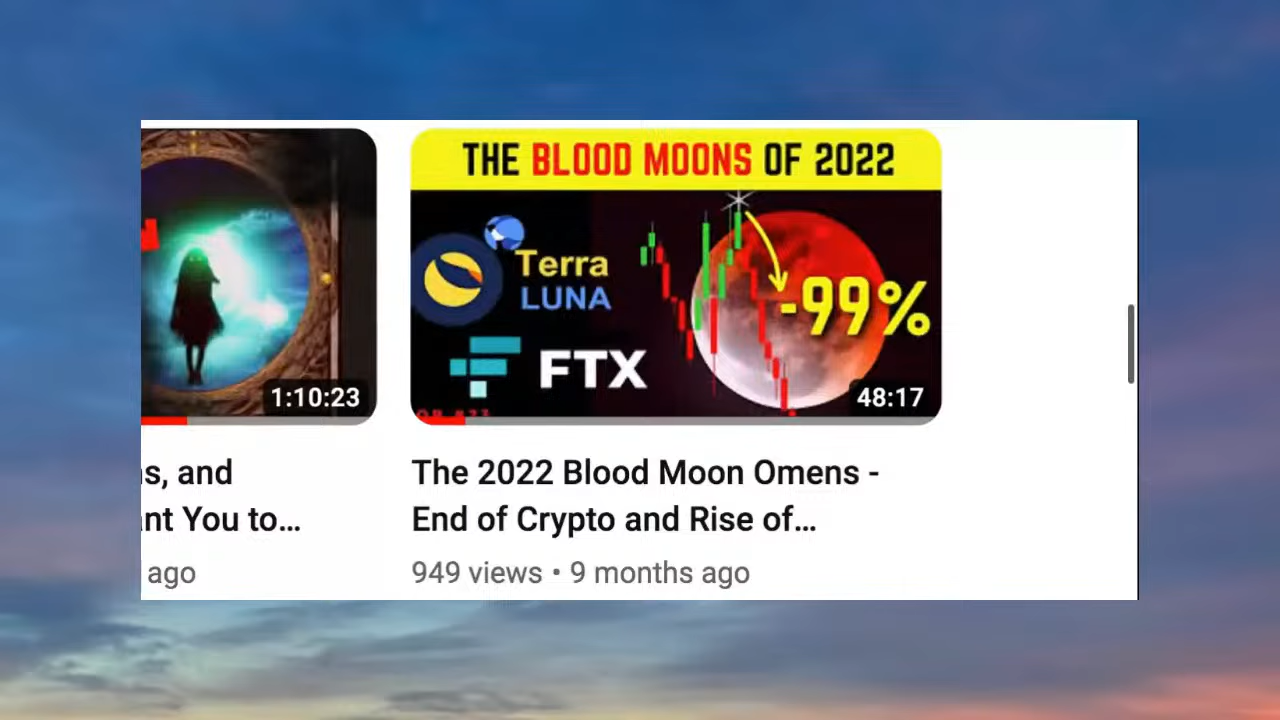 THE BLOOD MOONS OF 2022
Terra
LUNA
-99%
FTX
1:10:23
48:17
and
You to...
ago
The 2022 Blood Moon Omens -
End of Crypto and Rise of...
949 views • 9 months ago